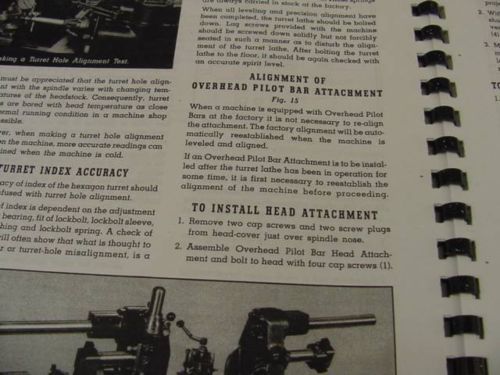 are always carried in stock at the factory.
When all leveling and precision alignment have
been completed, the turret lathe should be bolted
down. Lag screws provided with the machine
should be screwed down solidly but not forcibly
seated in such a manner as to disturb the align-
ment of the turret lathe. After bolting the turret
lathe to the floor, it should be again checked with
an accurate spirit level.
ALIGNMENT OF
OVERHEAD PILOT BAR ATTACHMENT
Fig. 15
When a machine is equipped with Overhead Pilot
Bars at the factory it is not necessary to re-align
the attachment. The factory alignment will be auto-
matically reestablished when the machine is
leveled and aligned.
If an Overhead Pilot Bar Attachment is to be instal-
led after the turret lathe has been in operation for
some time, it is first necessary to reestablish the
alignment of the machine before proceeding.
TO INSTALL HEAD ATTACHMENT
1. Remove two cap screws and two screw plugs
from head-cover just over spindle nose.
2. Assemble Overhead Pilot Bar Head Attach-
ment and bolt to head with four cap screws (1).
aking a Turret Hole Alignment Test.
must be appreciated that the turret hole align-
nt with the spindle varies with changing tem-
ratures of the headstock. Consequently, turret
are bored with head temperature as close
ermal running condition in a machine shop
ssible.
ver, when making a turret hole alignment
on the machine, more accurate readings can
ined when the machine is cold.
TURRET INDEX ACCURACY
acy of index of the hexagon turret should
nfused with turret hole alignment.
of index is dependent on the adjustment
bearing, fit of lockbolt, lockbolt sleeve,
hing and lockbolt spring. A check of
vill often show that what is thought to
r or turret-hole misalignment, is a
TO
1.